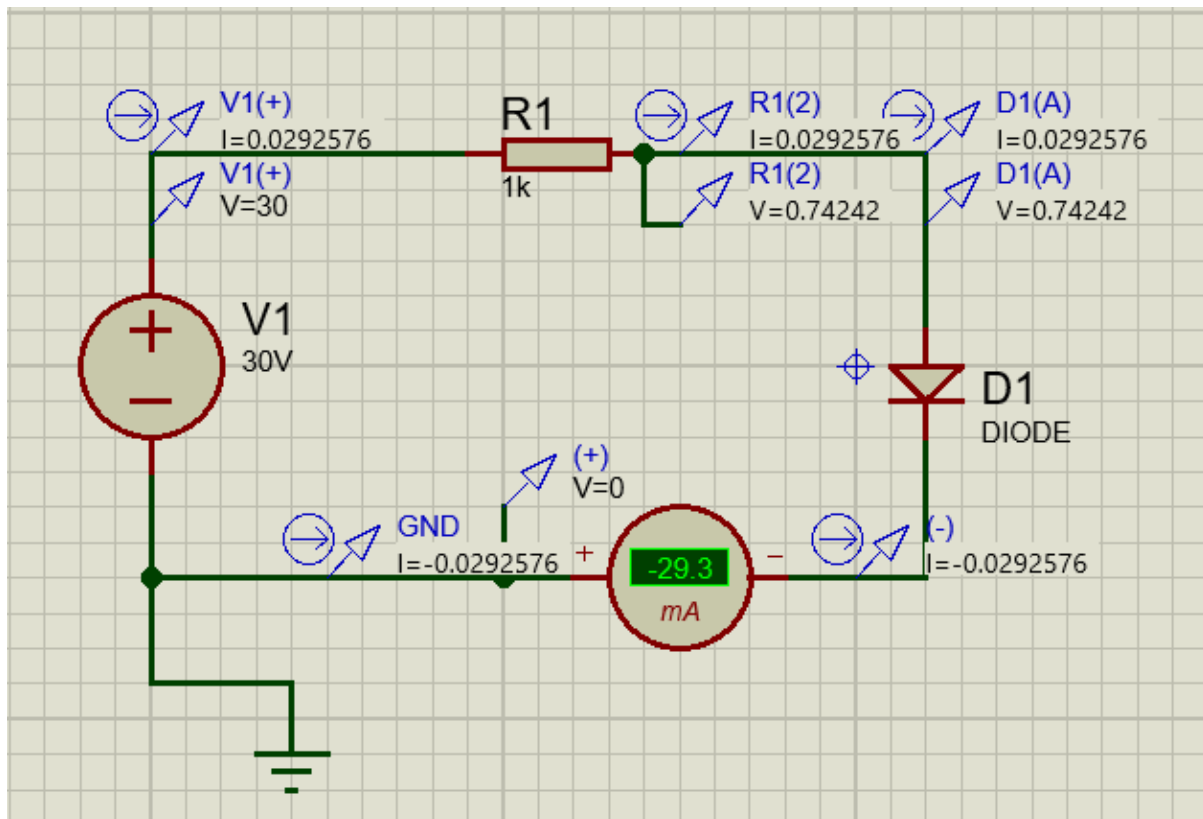 V1(+)
I=0.0292576
V1(+)
V=30
R1
1k
R1(2)
I=0.0292576
R1(2)
V=0.74242
D1(A)
I=0.0292576
D1(A)
V=0.74242
V1
30V
D1
DIODE
(+)
V=0
GND
I=-0.0292576
+
-29.3
mA
−
(-)
I=-0.0292576